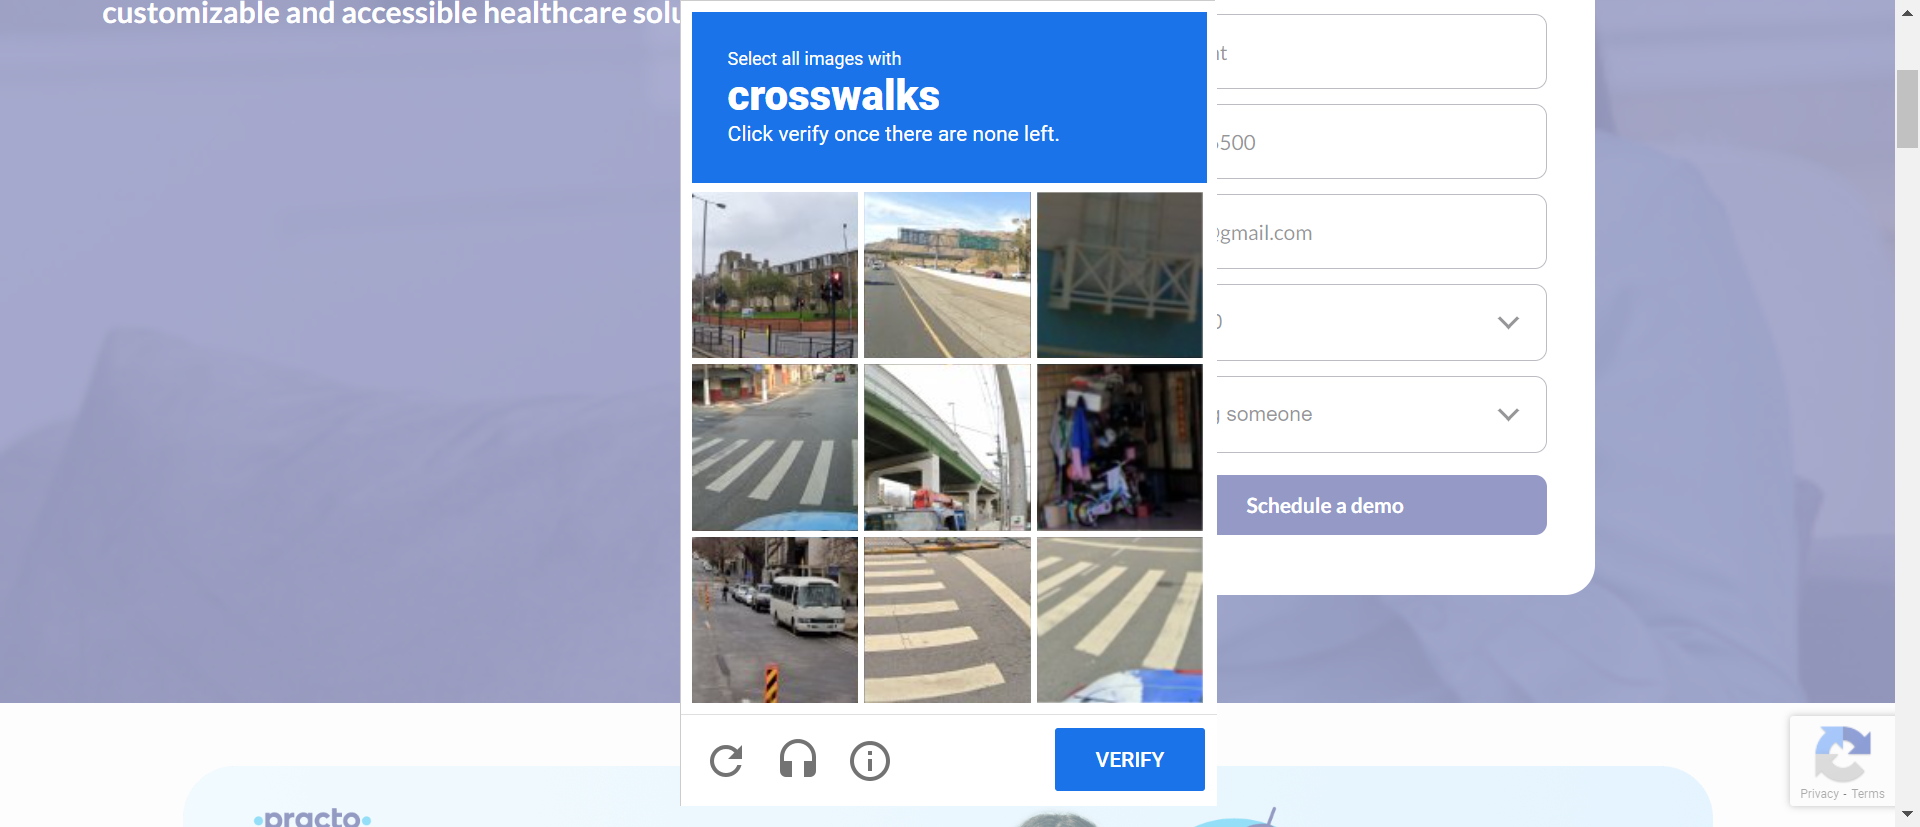 customizable and accessible healthcare solu
Select all images with
crosswalks
Click verify once there are none left.
VERIFY
500
@gmail.com
someone
Schedule a demo
Privacy - Terms
practo